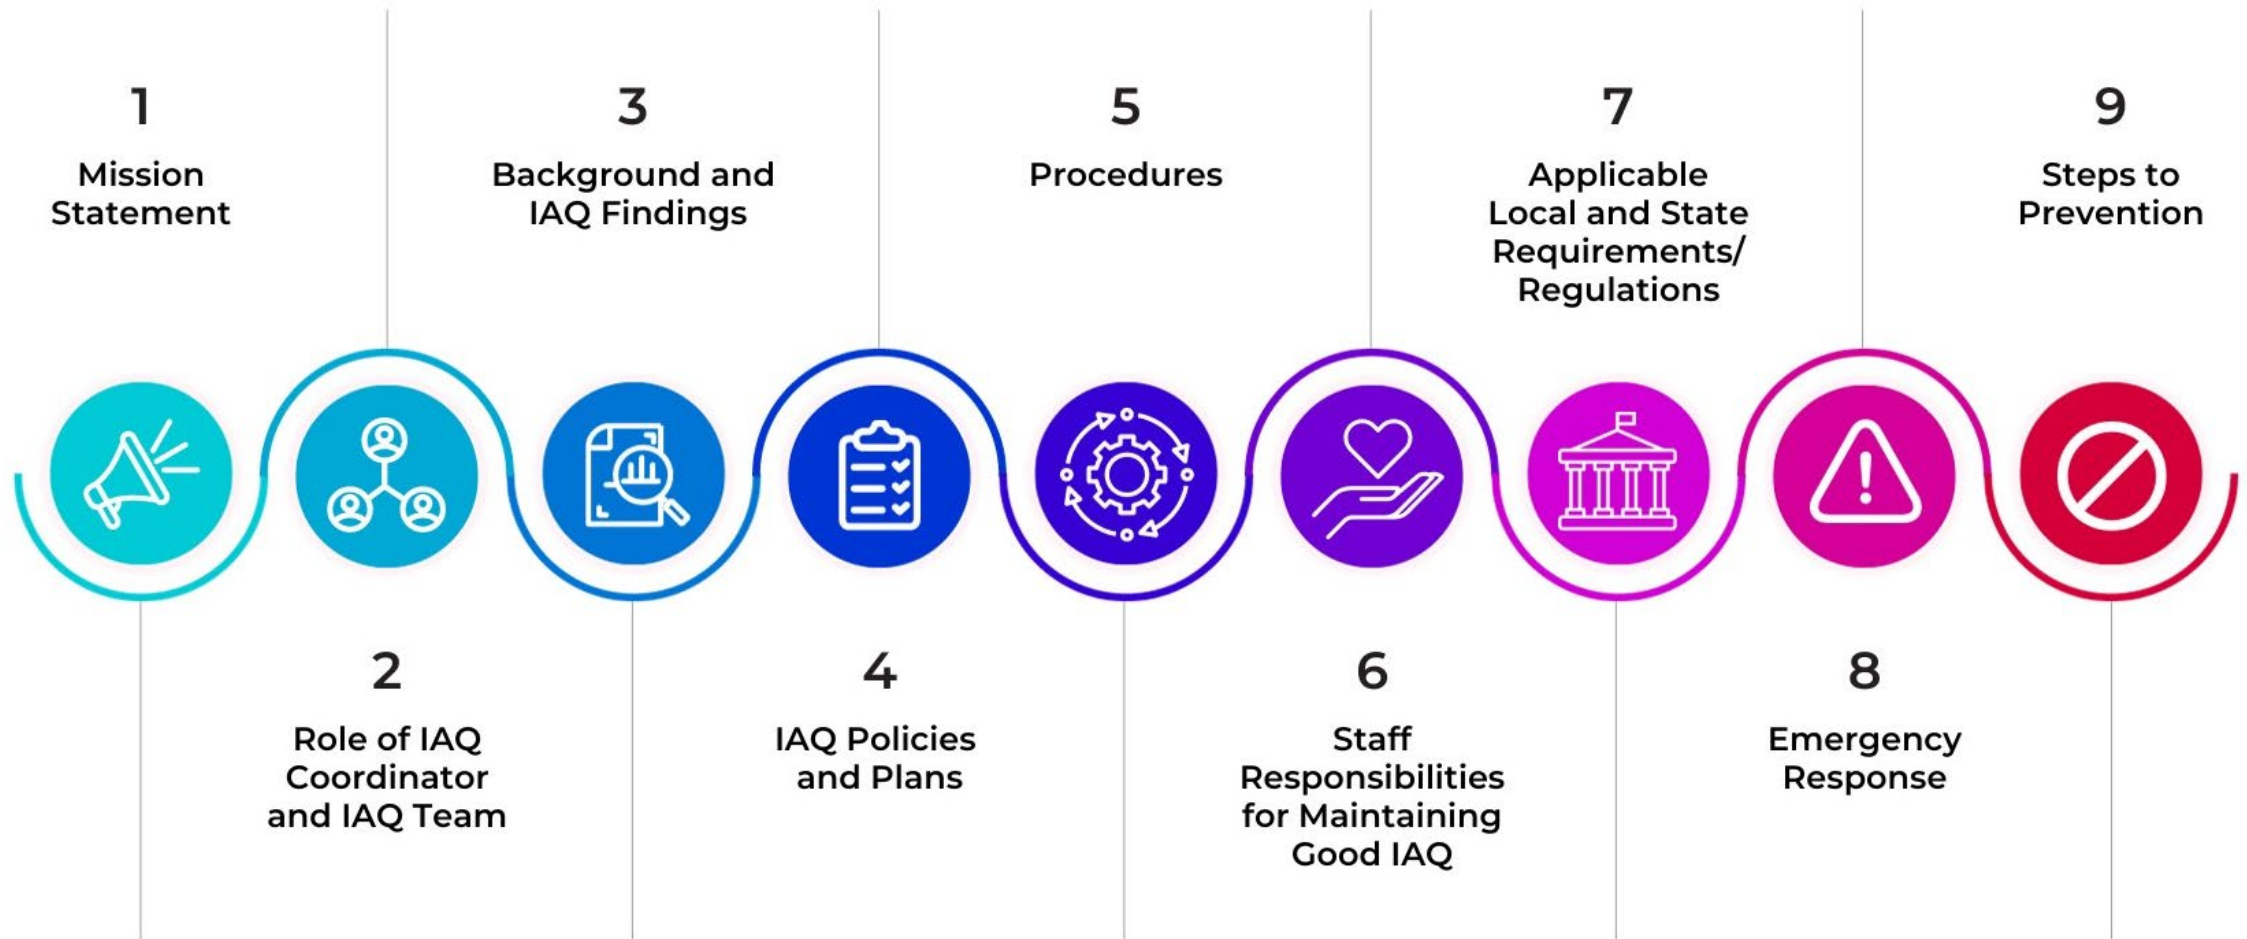 1
Mission
Statement
2
Role of IAQ
Coordinator
and IAQ Team
3
Background and
IAQ Findings
4
IAQ Policies
and Plans
5
Procedures
6
Staff
Responsibilities
for Maintaining
Good IAQ
7
Applicable
Local and State
Requirements/
Regulations
8
Emergency
Response
9
Steps to
Prevention